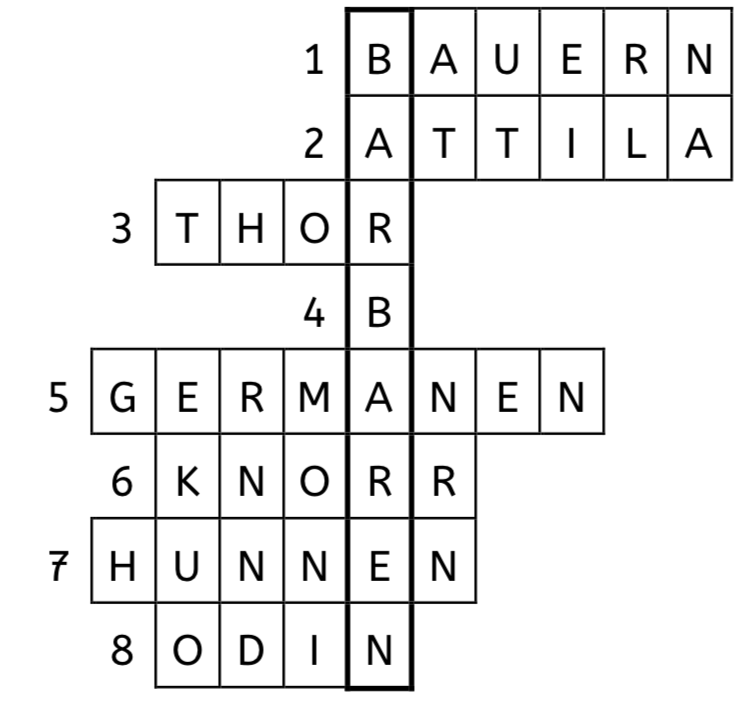 1 BAUERN
2 ATTILA
3 THOR
4 B
5 GERMANEN
6 KNORR
7 HUNNEN
8 ODIN